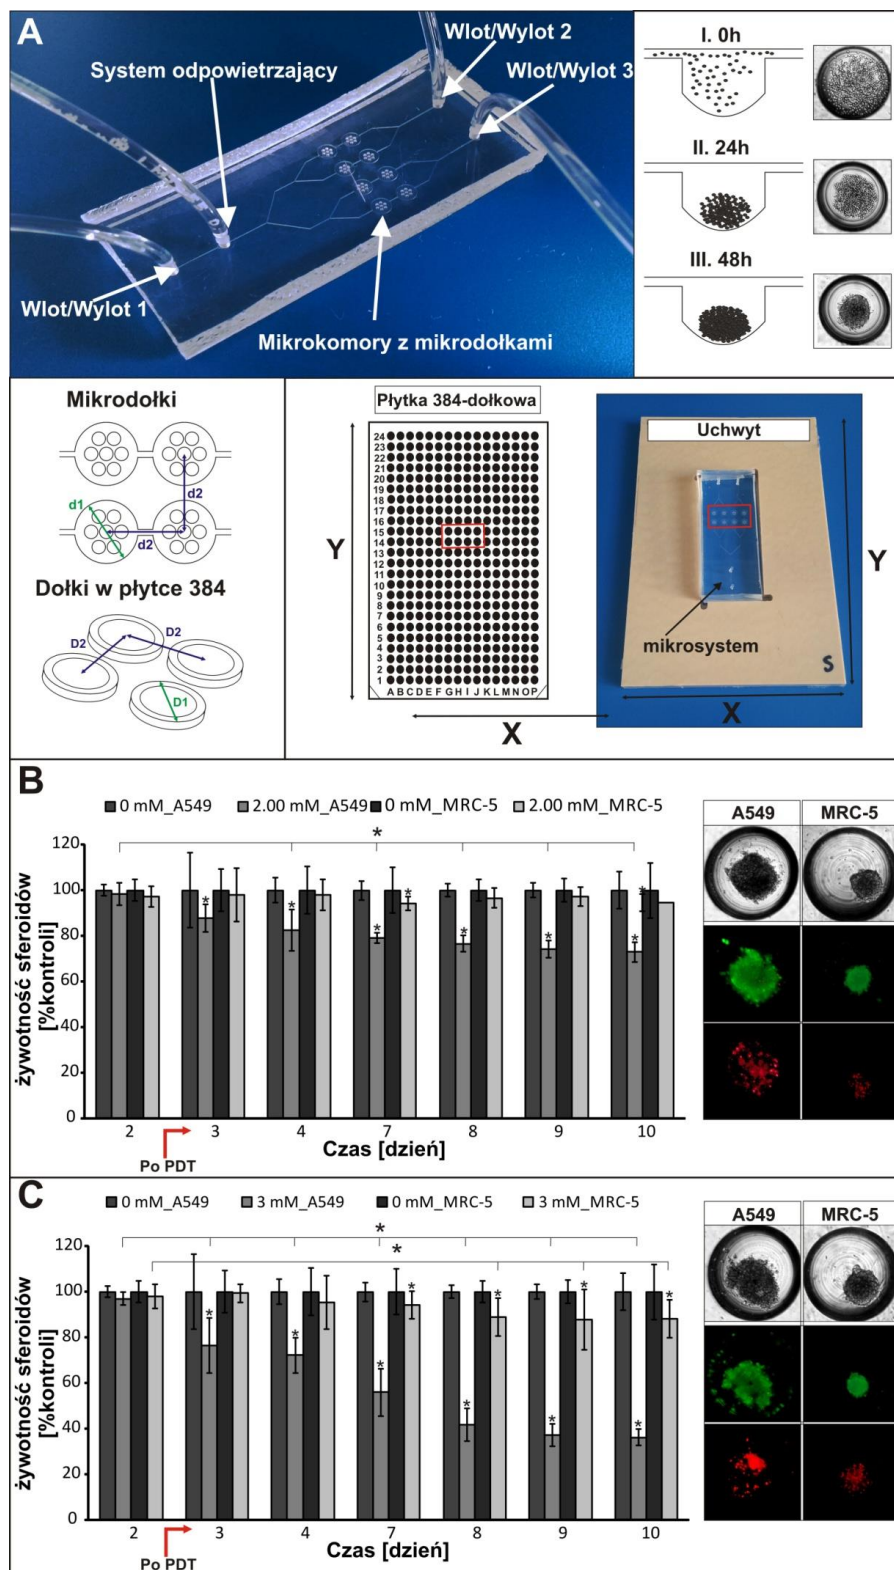 A
System odpowietrzający
Wlot/Wylot 2
Wlot/Wylot 3
Wlot/Wylot 1
Mikrokomory z mikrodołkami
I. 0h
II. 24h
III. 48h
Mikrodołki
d2
d1
d2
Dołki w płytce 384
D2
D2
D1
Płytka 384-dołkowa
24
23
22
21
20
19
18
17
16
15
14
13
12
11
10
9
8
7
6
5
4
3
2
1
A B C D E F G H I J K L M N O P
Y
X
Uchwyt
mikrosystem
S
X
Y
B
0 mM_A549 2.00 mM_A549 0 mM_MRC-5 2.00 mM_MRC-5
*
żywotność sferoidów
[%kontroli]
120
100
80
60
40
20
0
* * * * * * * *
2 3 4 7 8 9 10
Po PDT
Czas [dzień]
A549 MRC-5
C
0 mM_A549 3 mM_A549 0 mM_MRC-5 3 mM_MRC-5
*
*
żywotność sferoidów
[%kontroli]
120
100
80
60
40
20
0
* * * * * * * * * *
2 3 4 7 8 9 10
Po PDT
Czas [dzień]
A549 MRC-5